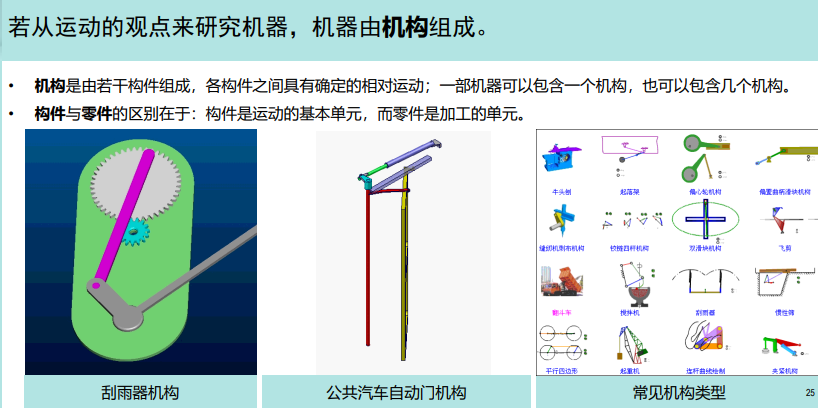 若从运动的观点来研究机器，机器由机构组成。
• 机构是由若干构件组成，各构件之间具有确定的相对运动；一部机器可以包含一个机构，也可以包含几个机构。
• 构件与零件的区别在于：构件是运动的基本单元，而零件是加工的单元。
牛头刨 起落架 偏心轮机构 偏置曲柄滑块机构
缝纫机刺布机构 铰链四杆机构 双滑块机构 飞剪
翻斗车 搅拌机 刮雨器 惯性筛
平行四边形 起重机 连杆曲线绘制 夹紧机构
刮雨器机构 公共汽车自动门机构 常见机构类型 25